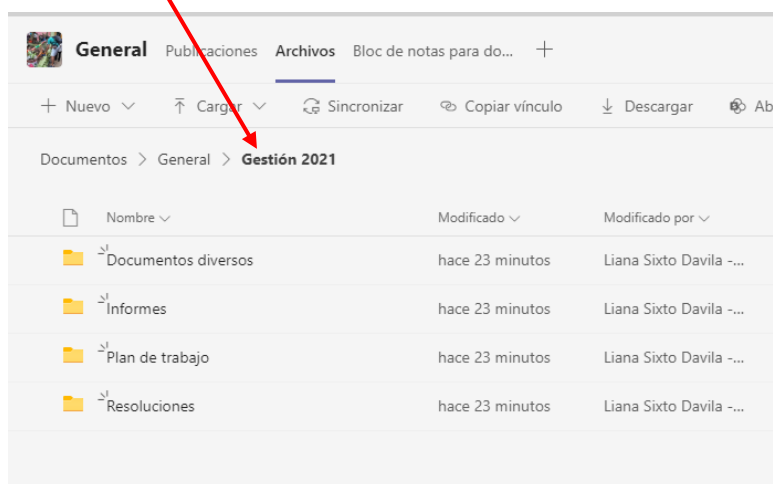 General Publicaciones Archivos Bloc de notas para do... +
+ Nuevo Cargar Sincronizar Copiar vínculo Descargar Ab
Documentos > General > Gestión 2021
Nombre Modificado Modificado por
Documentos diversos hace 23 minutos Liana Sixto Davila -...
Informes hace 23 minutos Liana Sixto Davila -...
Plan de trabajo hace 23 minutos Liana Sixto Davila -...
Resoluciones hace 23 minutos Liana Sixto Davila -...